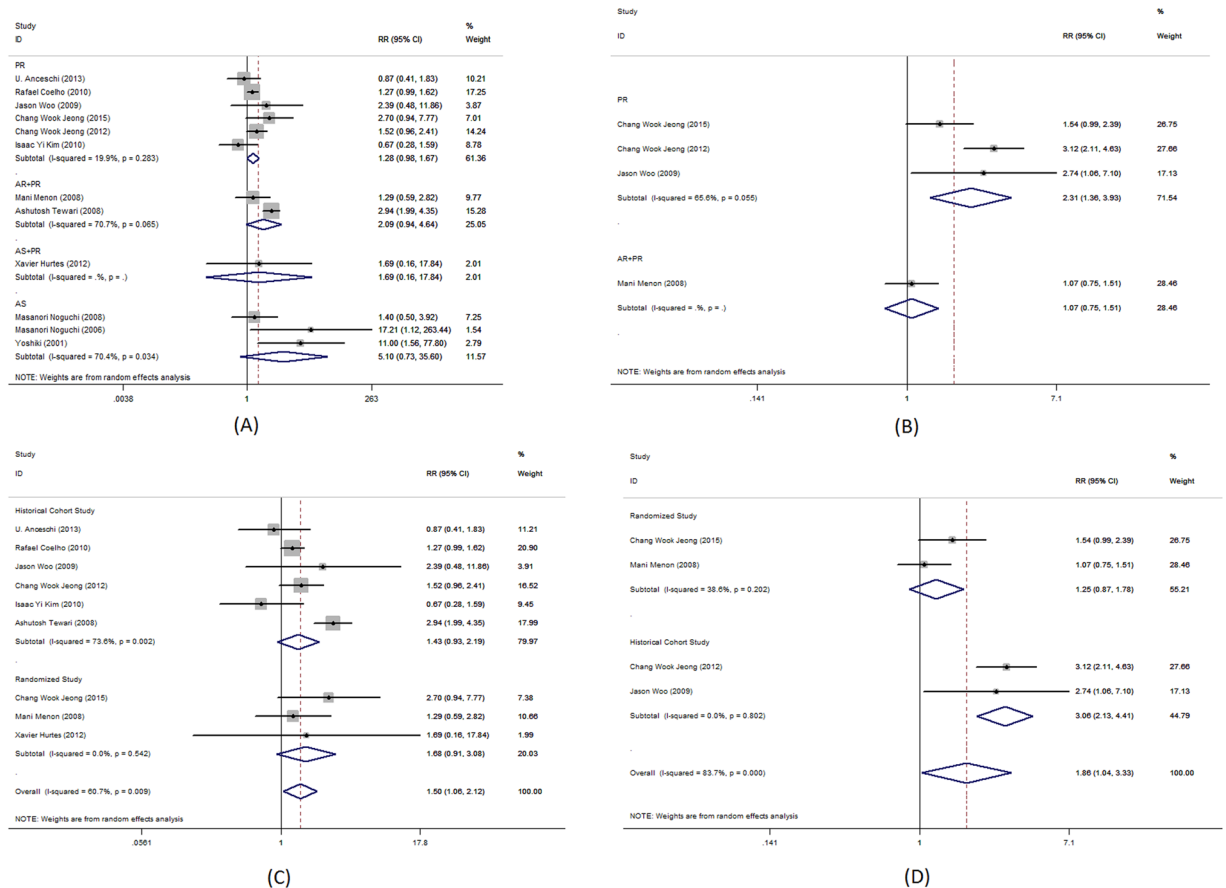 Study %
ID RR (95% CI) Weight
PR
U. Anceschi (2013) 0.87 (0.41, 1.83) 10.21
Rafael Coelho (2010) 1.27 (0.99, 1.62) 17.25
Jason Woo (2009) 2.39 (0.48, 11.86) 3.87
Chang Wook Jeong (2015) 2.70 (0.94, 7.77) 7.01
Chang Wook Jeong (2012) 1.52 (0.96, 2.41) 14.24
Isaac Yi Kim (2010) 0.67 (0.28, 1.59) 8.78
Subtotal (I-squared = 19.9%, p = 0.283) 1.28 (0.98, 1.67) 61.36
.
AR+PR
Mani Menon (2008) 1.29 (0.59, 2.82) 9.77
Ashutosh Tewari (2008) 2.94 (1.99, 4.35) 15.28
Subtotal (I-squared = 70.7%, p = 0.065) 2.09 (0.94, 4.64) 25.05
.
AS+PR
Xavier Hurtes (2012) 1.69 (0.16, 17.84) 2.01
Subtotal (I-squared = .%, p = .) 1.69 (0.16, 17.84) 2.01
.
AS
Masanori Noguchi (2008) 1.40 (0.50, 3.92) 7.25
Masanori Noguchi (2006) 17.21 (1.12, 263.44) 1.54
Yoshiki (2001) 11.00 (1.56, 77.80) 2.79
Subtotal (I-squared = 70.4%, p = 0.034) 5.10 (0.73, 35.60) 11.57
NOTE: Weights are from random effects analysis
.0038 1 263
(A)
Study %
ID RR (95% CI) Weight
PR
Chang Wook Jeong (2015) 1.54 (0.99, 2.39) 26.75
Chang Wook Jeong (2012) 3.12 (2.11, 4.63) 27.66
Jason Woo (2009) 2.74 (1.06, 7.10) 17.13
Subtotal (I-squared = 65.6%, p = 0.055) 2.31 (1.36, 3.93) 71.54
.
AR+PR
Mani Menon (2008) 1.07 (0.75, 1.51) 28.46
Subtotal (I-squared = .%, p = .) 1.07 (0.75, 1.51) 28.46
.
NOTE: Weights are from random effects analysis
.141 1 7.1
(B)
Study %
ID RR (95% CI) Weight
Historical Cohort Study
U. Anceschi (2013) 0.87 (0.41, 1.83) 11.21
Rafael Coelho (2010) 1.27 (0.99, 1.62) 20.90
Jason Woo (2009) 2.39 (0.48, 11.86) 3.91
Chang Wook Jeong (2012) 1.52 (0.96, 2.41) 16.52
Isaac Yi Kim (2010) 0.67 (0.28, 1.59) 9.45
Ashutosh Tewari (2008) 2.94 (1.99, 4.35) 17.99
Subtotal (I-squared = 73.6%, p = 0.002) 1.43 (0.93, 2.19) 79.97
.
Randomized Study
Chang Wook Jeong (2015) 2.70 (0.94, 7.77) 7.38
Mani Menon (2008) 1.29 (0.59, 2.82) 10.66
Xavier Hurtes (2012) 1.69 (0.16, 17.84) 1.99
Subtotal (I-squared = 0.0%, p = 0.542) 1.68 (0.91, 3.08) 20.03
.
Overall (I-squared = 60.7%, p = 0.009) 1.50 (1.06, 2.12) 100.00
NOTE: Weights are from random effects analysis
.0561 1 17.8
(C)
Study %
ID RR (95% CI) Weight
Randomized Study
Chang Wook Jeong (2015) 1.54 (0.99, 2.39) 26.75
Mani Menon (2008) 1.07 (0.75, 1.51) 28.46
Subtotal (I-squared = 38.6%, p = 0.202) 1.25 (0.87, 1.78) 55.21
.
Historical Cohort Study
Chang Wook Jeong (2012) 3.12 (2.11, 4.63) 27.66
Jason Woo (2009) 2.74 (1.06, 7.10) 17.13
Subtotal (I-squared = 0.0%, p = 0.802) 3.06 (2.13, 4.41) 44.79
.
Overall (I-squared = 83.7%, p = 0.000) 1.86 (1.04, 3.33) 100.00
NOTE: Weights are from random effects analysis
.141 1 7.1
(D)